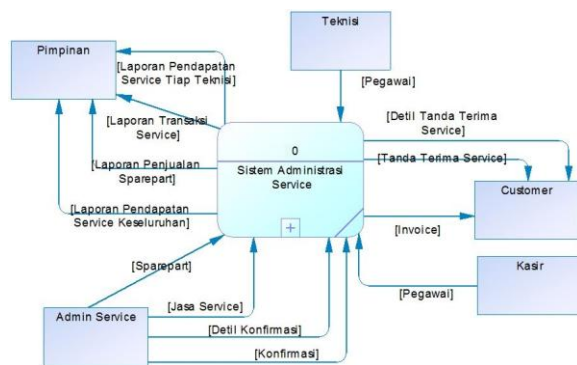 Teknisi
Pimpinan
[Laporan Pendapatan
Service Tiap Teknisi]
[Pegawai]
[Laporan Transaksi
Service]
[Detil Tanda Terima
Service]
0
[Tanda Terima Service]
[Laporan Penjualan
Sparepart]
Sistem Administrasi
Service
Customer
[Laporan Pendapatan
Service Keseluruhan]
[Invoice]
+
[Sparepart]
Kasir
[Pegawai]
[Jasa Service]
Admin Service
[Detil Konfirmasi]
[Konfirmasi]